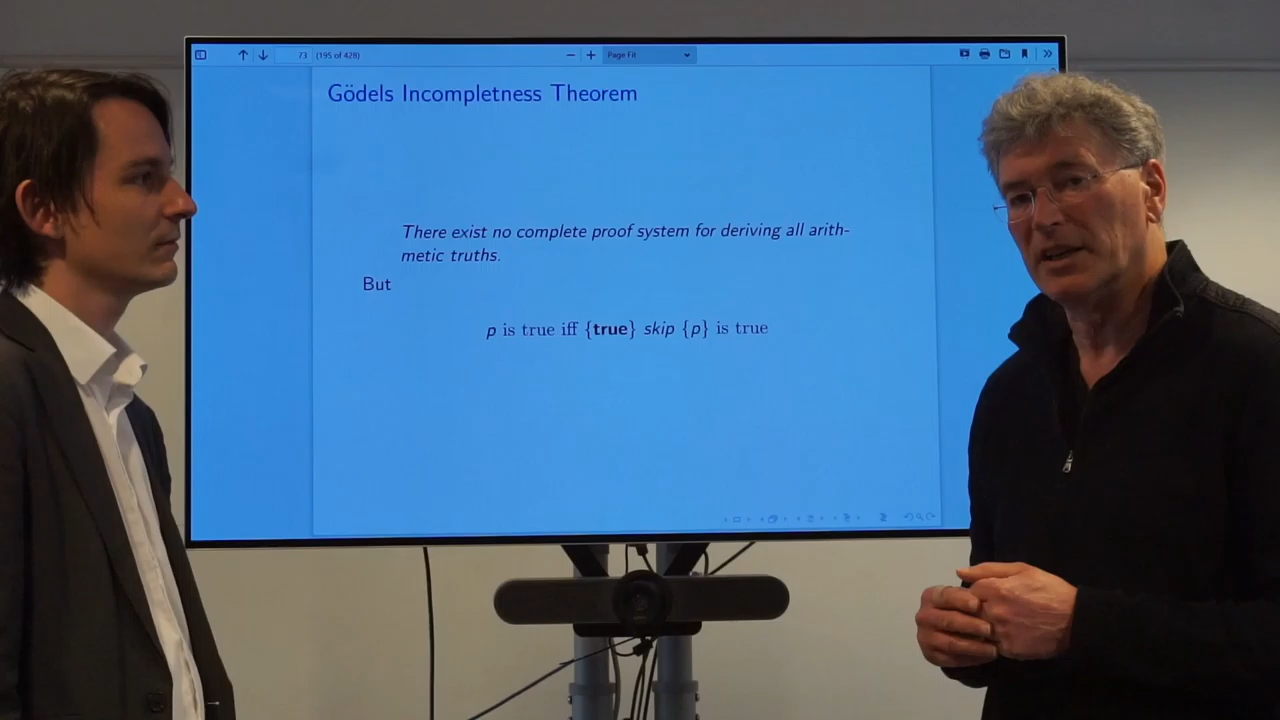 73 (195 of 428)
Page Fit
Gödels Incompletness Theorem
There exist no complete proof system for deriving all arith-
metic truths.
But
p is true iff {true} skip {p} is true